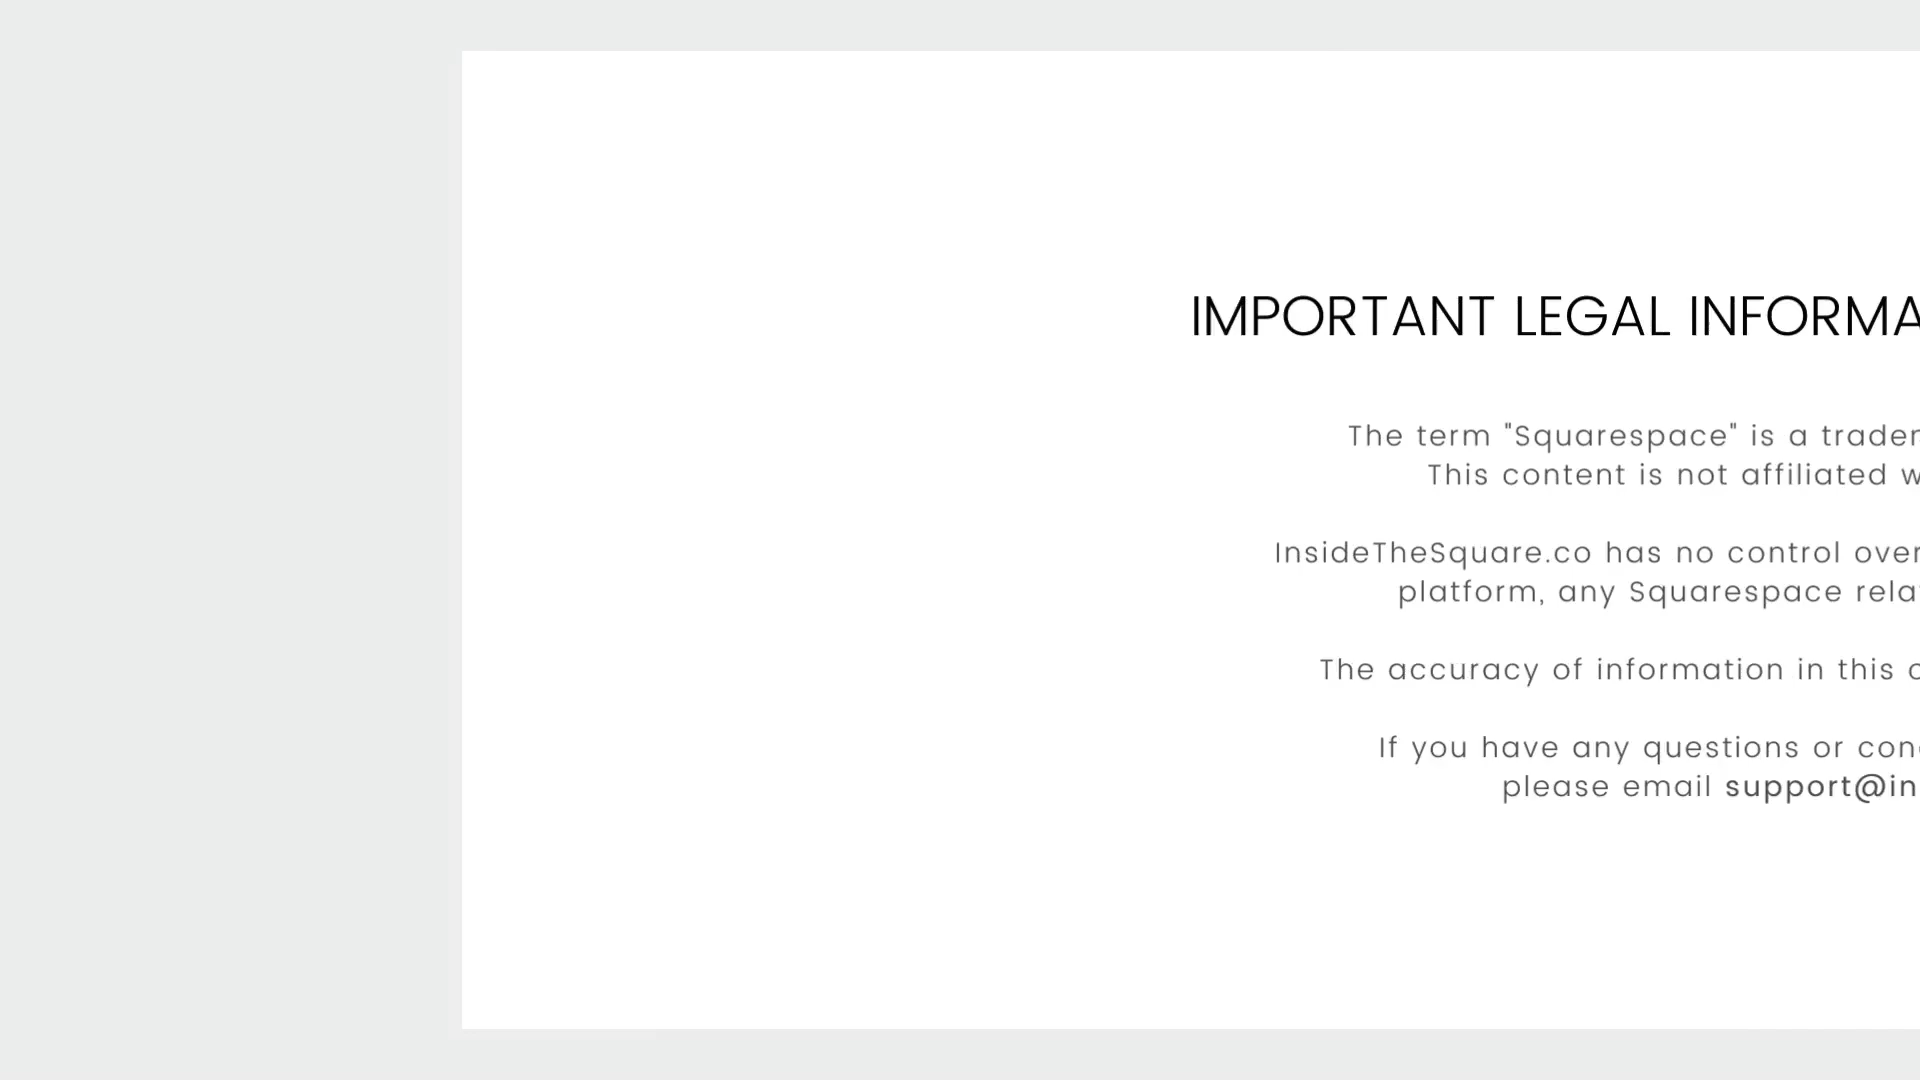 IMPORTANT LEGAL INFORMA
The term "Squarespace" is a trader
This content is not affiliated w
InsideTheSquare.co has no control over
platform, any Squarespace rela
The accuracy of information in this c
If you have any questions or conc
please email support@in